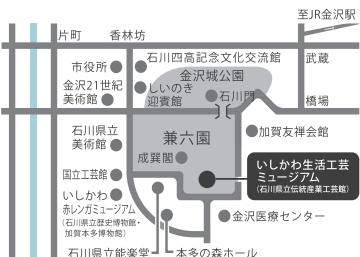 至JR金沢駅
片町
香林坊
武蔵
市役所
石川四高記念文化交流館
金沢城公園
金沢21世紀
美術館
しいのき
迎賓館
石川門
橋場
石川県立
美術館
兼六園
加賀友禅会館
成巽閣
いしかわ生活工芸
ミュージアム
(石川県立伝統産業工芸館)
国立工芸館
いしかわ
赤レンガミュージアム
(石川県立歴史博物館・
加賀本多博物館)
金沢医療センター
石川県立能楽堂
本多の森ホール